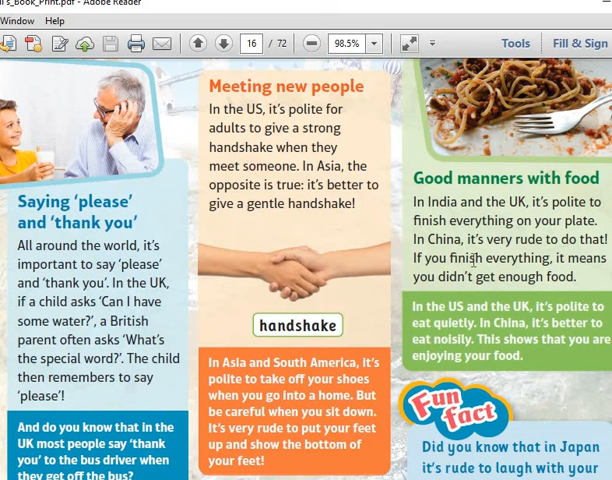 l's_Book_Print.pdf - Adobe Reader
Window Help
16 / 72
98.5%
Tools
Fill & Sign
Saying ‘please’
and ‘thank you’
All around the world, it’s
important to say ‘please’
and ‘thank you’. In the UK,
if a child asks ‘Can I have
some water?’, a British
parent often asks ‘What’s
the special word?’. The child
then remembers to say
‘please’!
And do you know that in the
UK most people say ‘thank
you’ to the bus driver when
they get off the bus?
Meeting new people
In the US, it’s polite for
adults to give a strong
handshake when they
meet someone. In Asia, the
opposite is true: it’s better to
give a gentle handshake!
handshake
In Asia and South America, it’s
polite to take off your shoes
when you go into a home. But
be careful when you sit down.
It’s very rude to put your feet
up and show the bottom of
your feet!
Good manners with food
In India and the UK, it’s polite to
finish everything on your plate.
In China, it’s very rude to do that!
If you finish everything, it means
you didn’t get enough food.
In the US and the UK, it’s polite to
eat quietly. In China, it’s better to
eat noisily. This shows that you are
enjoying your food.
Fun
fact
Did you know that in Japan
it’s rude to laugh with your